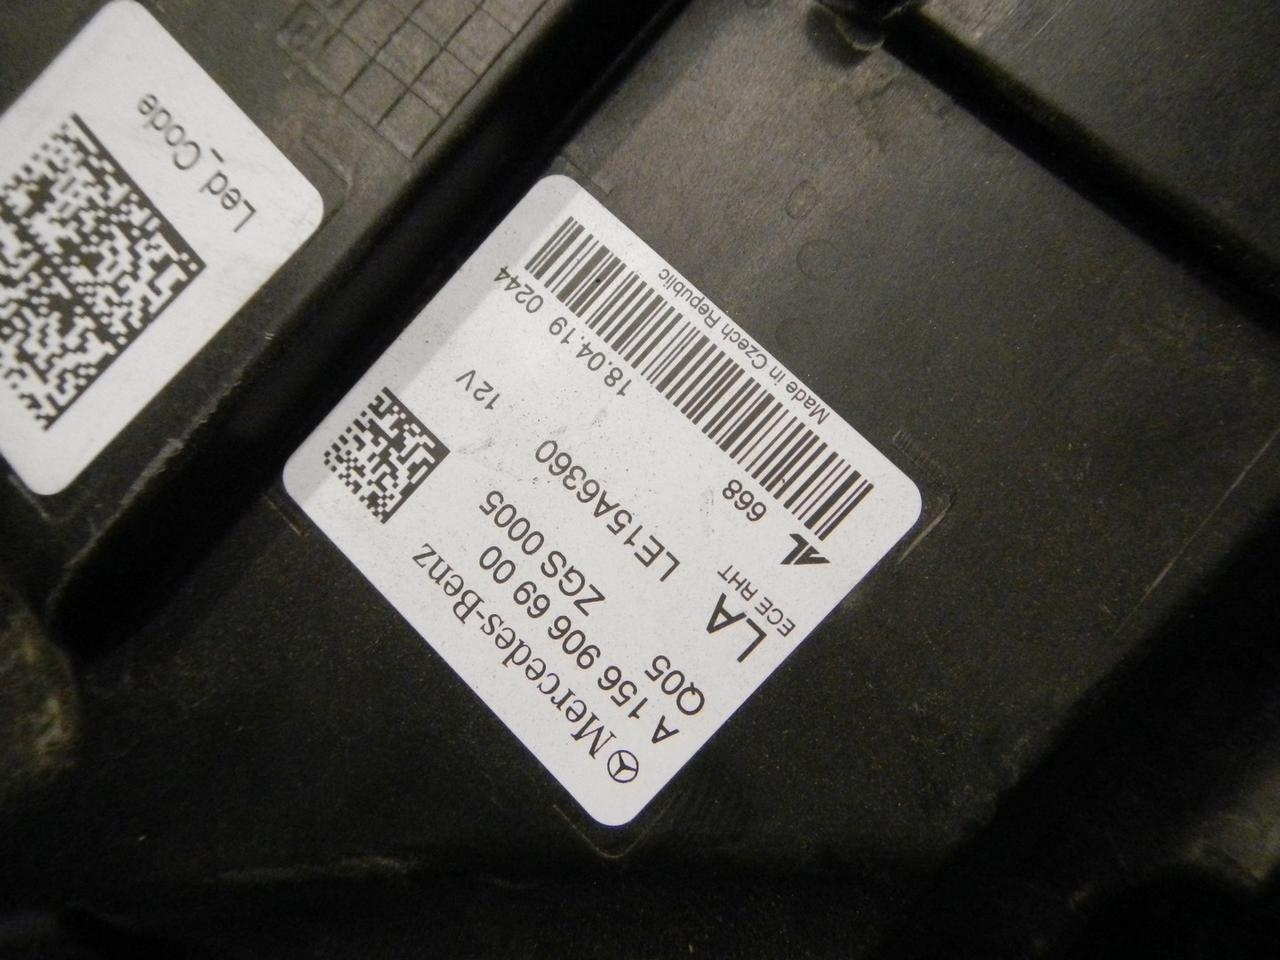 Led_Code
Mercedes-Benz
A 156 906 69 00
Q05 ZGS 0005
LA LE15A6360 12V
ECE RHT
AL 668 18.04.19 0244
Made in Czech Republic